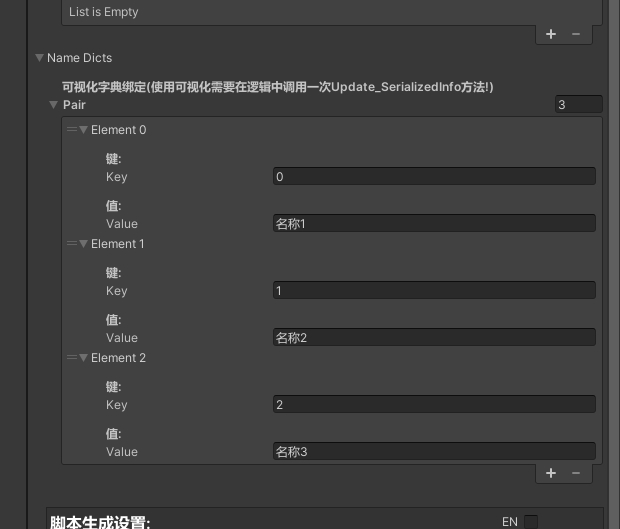 List is Empty
+ −
Name Dicts
可视化字典绑定(使用可视化需要在逻辑中调用一次Update_SerializedInfo方法!)
Pair 3
Element 0
键:
Key 0
值:
Value 名称1
Element 1
键:
Key 1
值:
Value 名称2
Element 2
键:
Key 2
值:
Value 名称3
+ −
脚本生成设置: EN